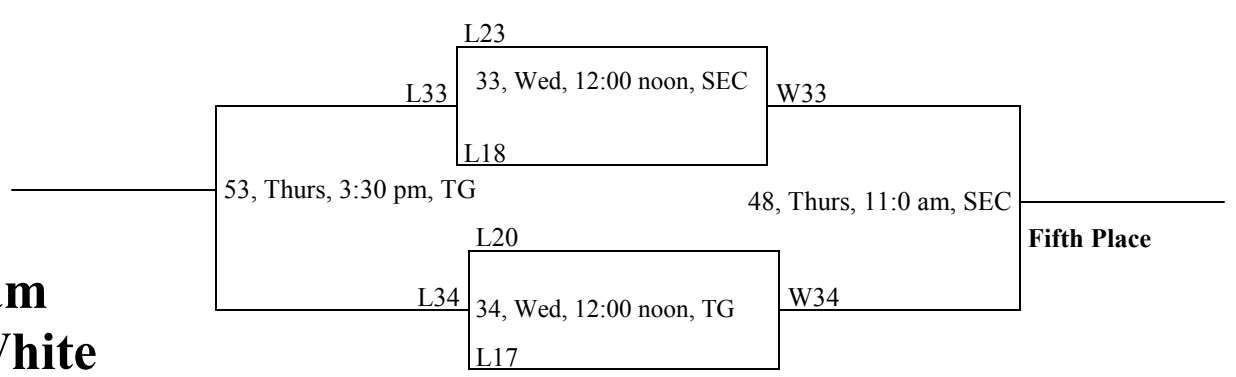 L23
33, Wed, 12:00 noon, SEC
L33
W33
L18
53, Thurs, 3:30 pm, TG
48, Thurs, 11:0 am, SEC
L20
Fifth Place
L34
34, Wed, 12:00 noon, TG
W34
L17